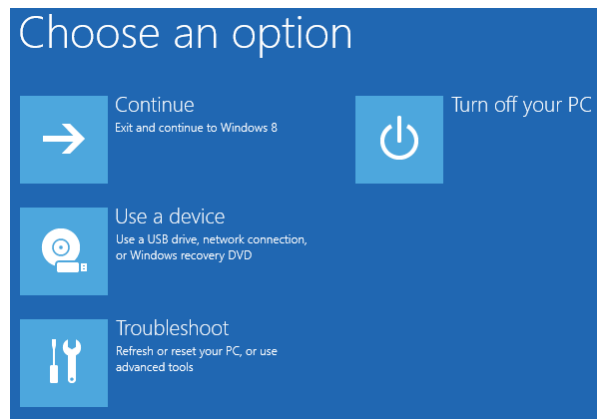 Choose an option
Continue
Exit and continue to Windows 8
Turn off your PC
Use a device
Use a USB drive, network connection,
or Windows recovery DVD
Troubleshoot
Refresh or reset your PC, or use
advanced tools